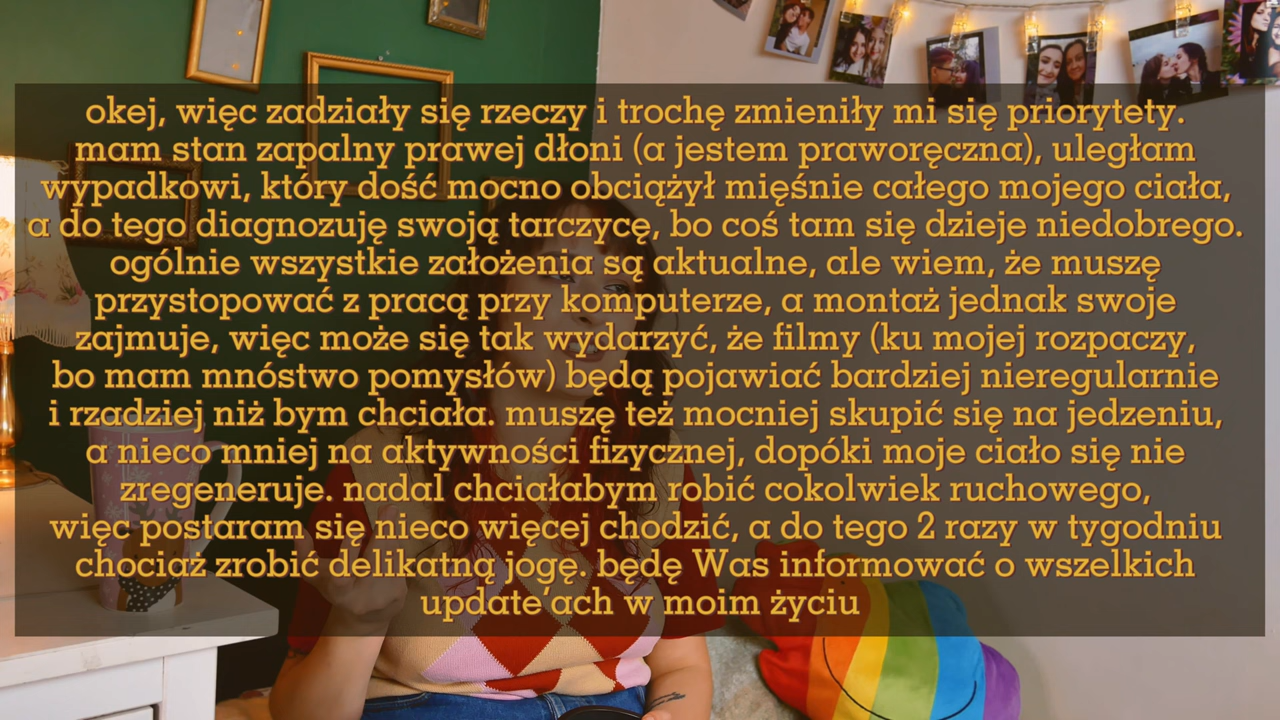 okej, więc zadziały się rzeczy i trochę zmieniły mi się priorytety.
mam stan zapalny prawej dłoni (a jestem praworęczna), uległam
wypadkowi, który dość mocno obciążył mięśnie całego mojego ciała,
a do tego diagnozuję swoją tarczycę, bo coś tam się dzieje niedobrego.
ogólnie wszystkie założenia są aktualne, ale wiem, że muszę
przystopować z pracą przy komputerze, a montaż jednak swoje
zajmuje, więc może się tak wydarzyć, że filmy (ku mojej rozpaczy,
bo mam mnóstwo pomysłów) będą pojawiać bardziej nieregularnie
i rzadziej niż bym chciała. muszę też mocniej skupić się na jedzeniu,
a nieco mniej na aktywności fizycznej, dopóki moje ciało się nie
zregeneruje. nadal chciałabym robić cokolwiek ruchowego,
więc postaram się nieco więcej chodzić, a do tego 2 razy w tygodniu
chociaż zrobić delikatną jogę. będę Was informować o wszelkich
update'ach w moim życiu